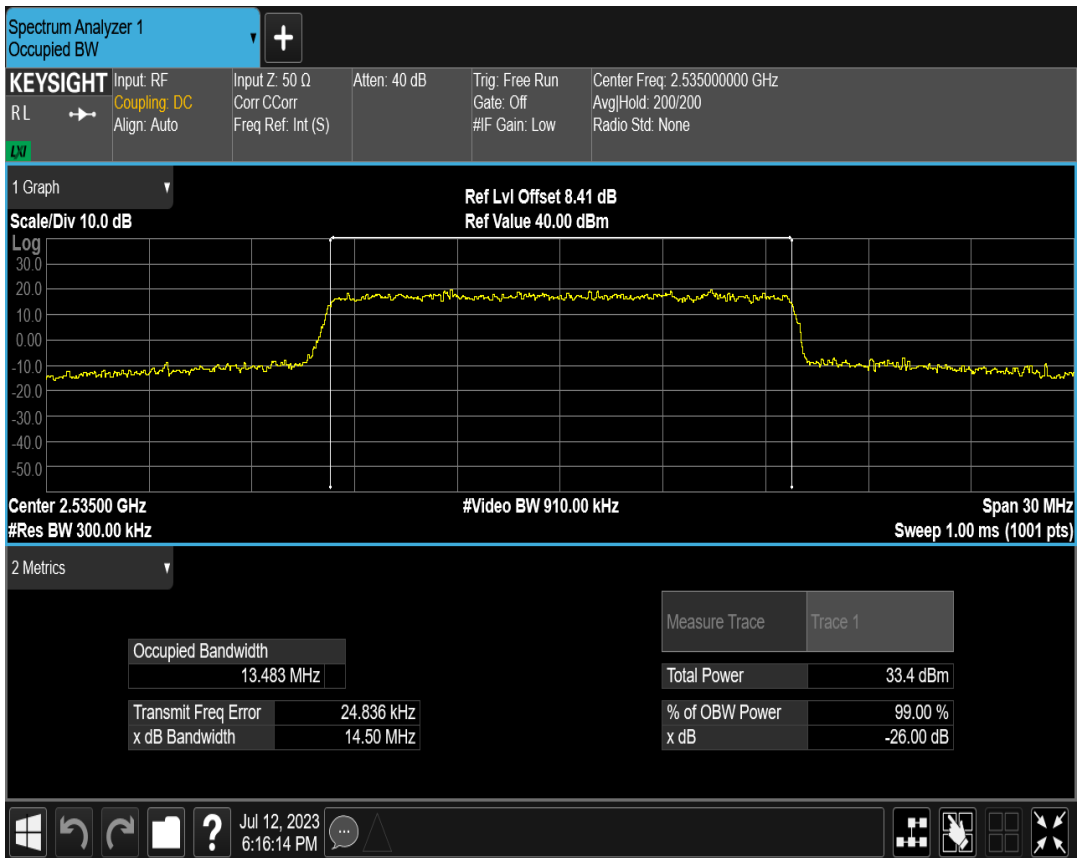 Spectrum Analyzer 1
Occupied BW
KEYSIGHT
RL
LXI
Input: RF
Coupling: DC
Align: Auto
Input Z: 50 Ω
Corr CCorr
Freq Ref: Int (S)
Atten: 40 dB
Trig: Free Run
Gate: Off
#IF Gain: Low
Center Freq: 2.535000000 GHz
Avg|Hold: 200/200
Radio Std: None
1 Graph
Scale/Div 10.0 dB
Ref Lvl Offset 8.41 dB
Ref Value 40.00 dBm
Log
30.0
20.0
10.0
0.00
-10.0
-20.0
-30.0
-40.0
-50.0
Center 2.53500 GHz
#Res BW 300.00 kHz
#Video BW 910.00 kHz
Span 30 MHz
Sweep 1.00 ms (1001 pts)
2 Metrics
Measure Trace Trace 1
Occupied Bandwidth
13.483 MHz
Total Power 33.4 dBm
Transmit Freq Error 24.836 kHz
% of OBW Power 99.00 %
x dB Bandwidth 14.50 MHz
x dB -26.00 dB
Jul 12, 2023
6:16:14 PM